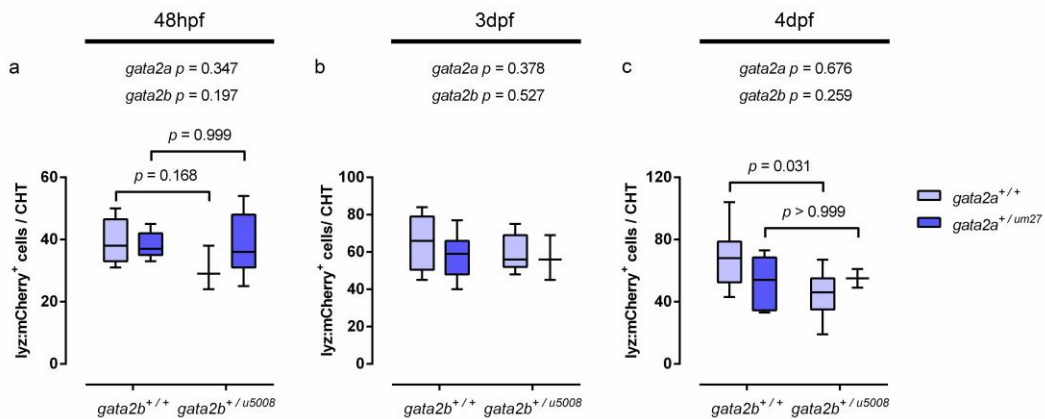 48hpf
3dpf
4dpf
a
gata2a p = 0.347
gata2b p = 0.197
b
gata2a p = 0.378
gata2b p = 0.527
c
gata2a p = 0.676
gata2b p = 0.259
p = 0.999
p = 0.168
lyz:mCherry+ cells / CHT
60
40
20
0
gata2b+/+
gata2b+/u5008
lyz:mCherry+ cells/ CHT
100
80
60
40
20
0
gata2b+/+
gata2b+/u5008
p = 0.031
p > 0.999
lyz:mCherry+ cells / CHT
120
80
40
0
gata2b+/+
gata2b+/u5008
gata2a+/+
gata2a+/um27